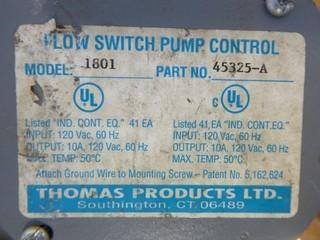 FLOW SWITCH PUMP CONTROL
MODEL: 1801 PART NO. 45325-A
UL C UL
Listed "IND. CONT. EQ." 41 EA Listed 41 EA "IND. CONT. EQ."
INPUT: 120 Vac, 60 Hz INPUT: 120 Vac, 60 Hz
OUTPUT: 10A, 120 Vac, 60 Hz OUTPUT: 10A, 120 Vac, 60 Hz
MAX. TEMP: 50°C MAX. TEMP: 50°C
Attach Ground Wire to Mounting Screw - Patent No. 5,162,624
THOMAS PRODUCTS LTD.
Southington, CT 06489